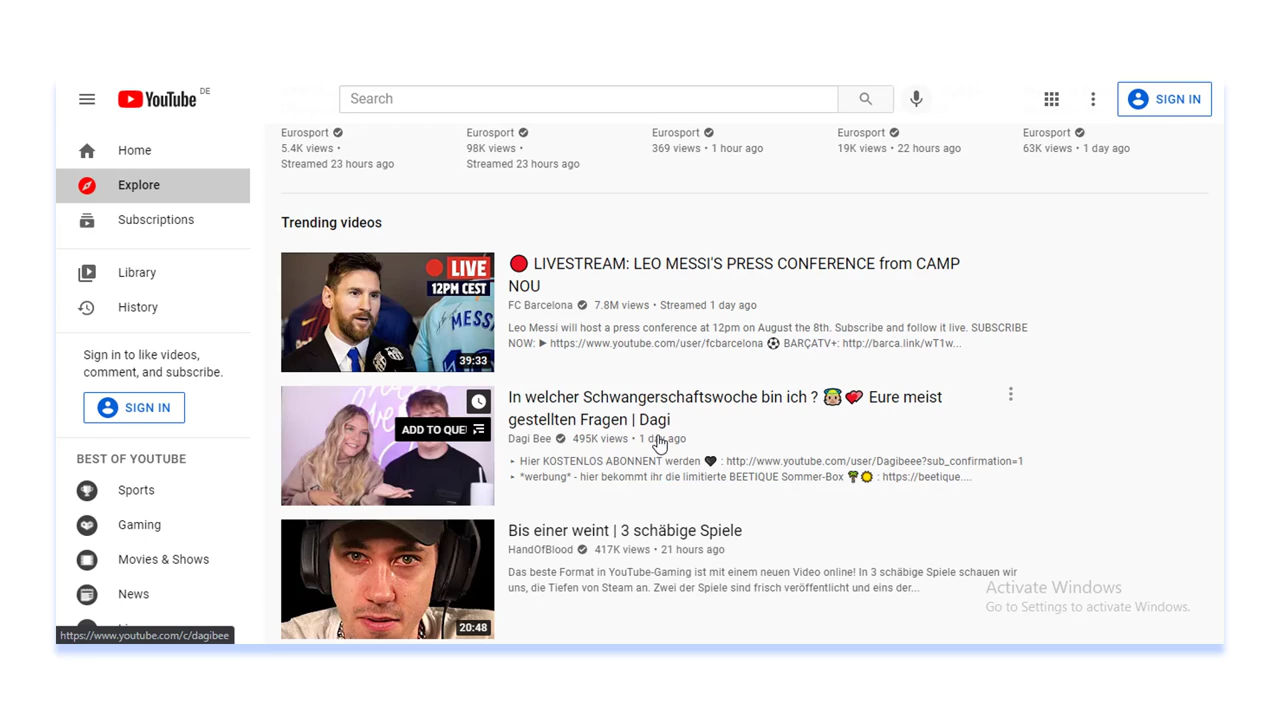 YouTube DE
Search
SIGN IN
Home
Explore
Subscriptions
Library
History
Sign in to like videos,
comment, and subscribe.
SIGN IN
BEST OF YOUTUBE
Sports
Gaming
Movies & Shows
News
https://www.youtube.com/c/dagibee
Eurosport
5.4K views •
Streamed 23 hours ago
Eurosport
98K views •
Streamed 23 hours ago
Eurosport
369 views • 1 hour ago
Eurosport
19K views • 22 hours ago
Eurosport
63K views • 1 day ago
Trending videos
LIVE
12PM CEST
MESS
39:33
🔴 LIVESTREAM: LEO MESSI'S PRESS CONFERENCE from CAMP
NOU
FC Barcelona 7.8M views • Streamed 1 day ago
Leo Messi will host a press conference at 12pm on August the 8th. Subscribe and follow it live. SUBSCRIBE
NOW: ▶ https://www.youtube.com/user/fcbarcelona ⚽ BARÇATV+: http://barca.link/wT1w...
ADD TO QUE
In welcher Schwangerschaftswoche bin ich ? 👼💕 Eure meist
gestellten Fragen | Dagi
Dagi Bee 495K views • 1 day ago
▸ Hier KOSTENLOS ABONNENT werden 🖤 : http://www.youtube.com/user/Dagibeee?sub_confirmation=1
▸ *werbung* - hier bekommt ihr die limitierte BEETIQUE Sommer-Box 🌴🌞 : https://beetique....
20:48
Bis einer weint | 3 schäbige Spiele
HandOfBlood 417K views • 21 hours ago
Das beste Format in YouTube-Gaming ist mit einem neuen Video online! In 3 schäbige Spiele schauen wir
uns, die Tiefen von Steam an. Zwei der Spiele sind frisch veröffentlicht und eins der...
Activate Windows
Go to Settings to activate Windows.